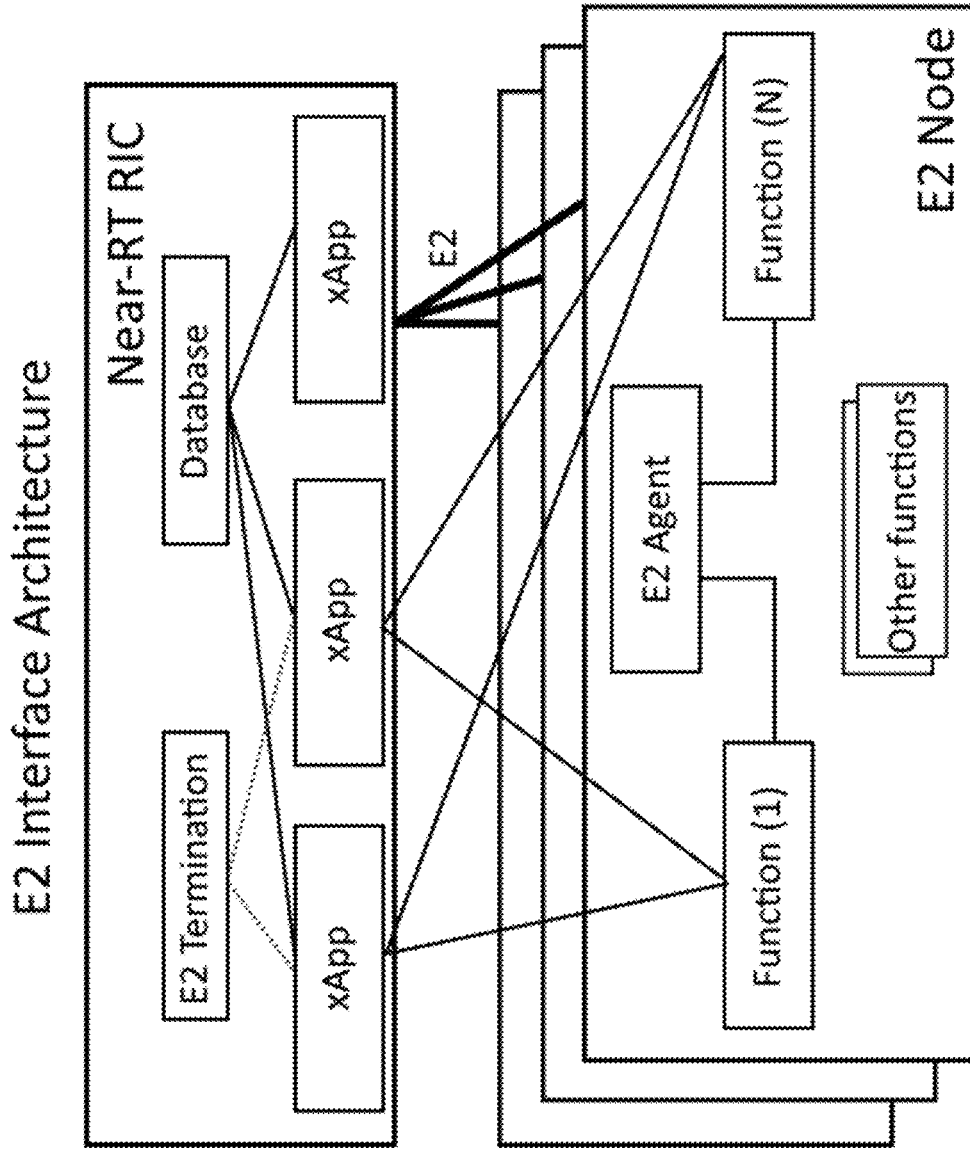 E2 Interface Architecture
Near-RT RIC
E2 Termination
Database
xApp
xApp
xApp
E2
E2 Agent
Function (1)
Function (N)
Other functions
E2 Node